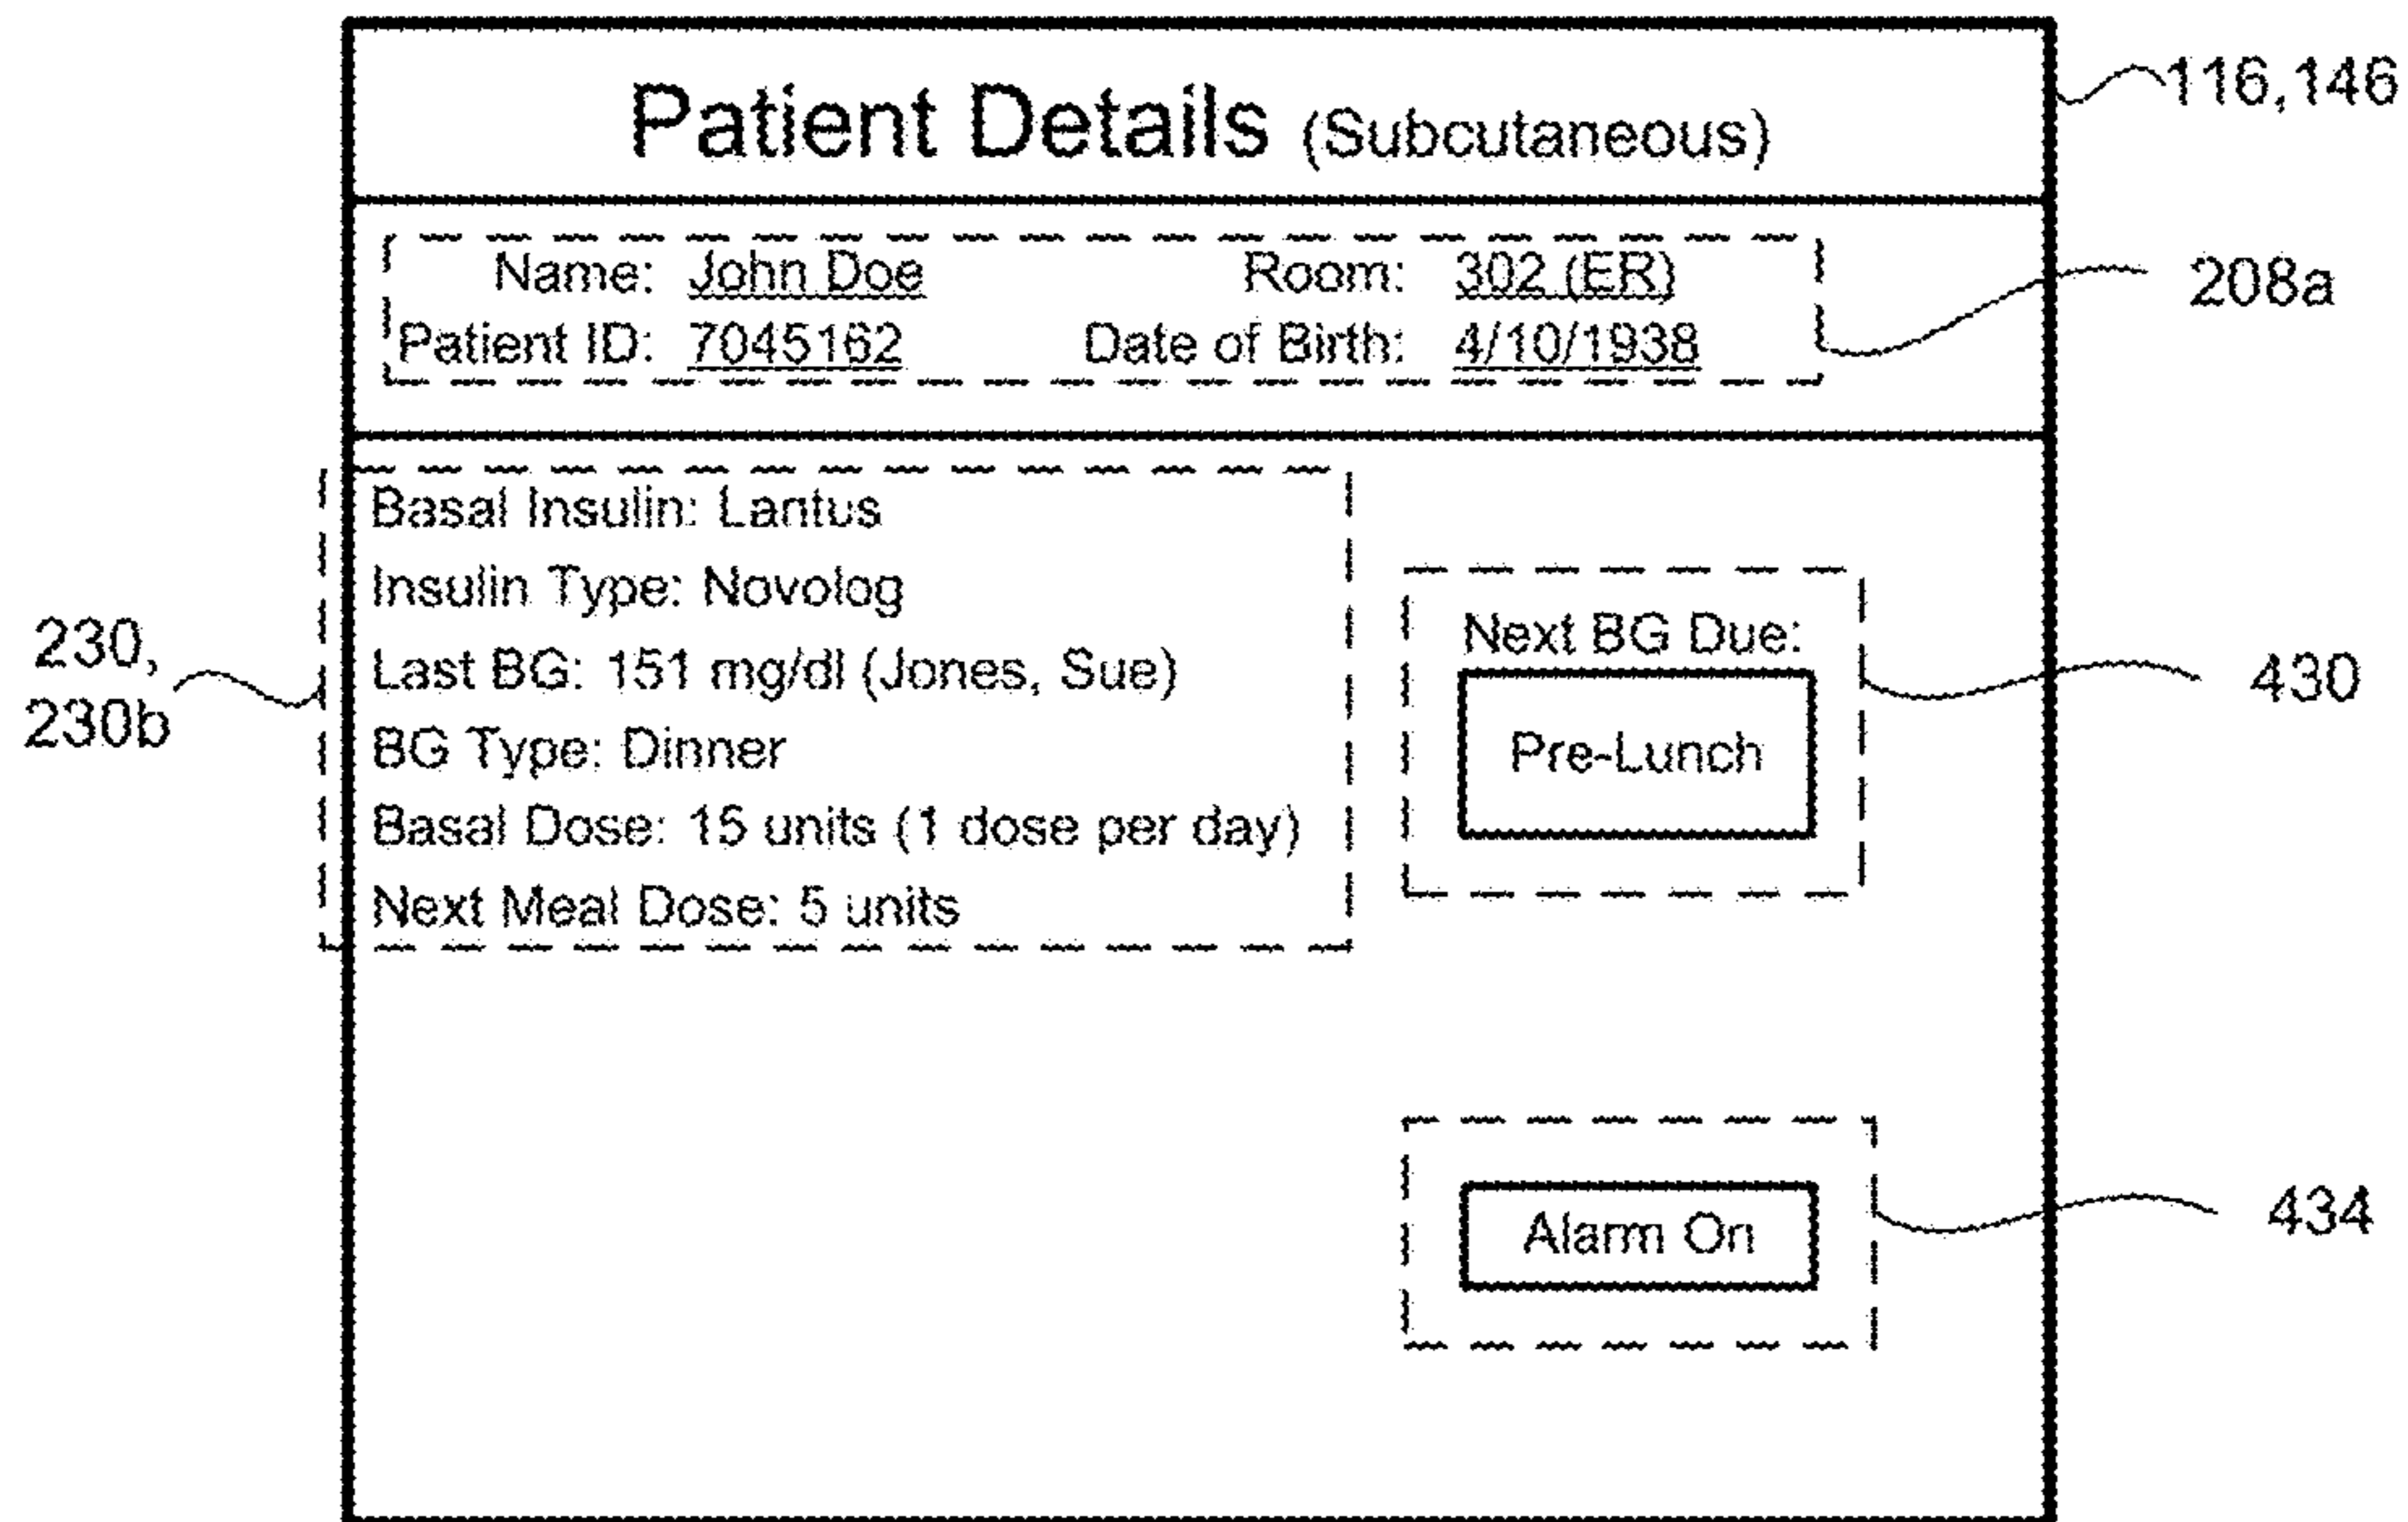 Patient Details (Subcutaneous)
116,146
Name: John Doe Room: 302 (ER)
208a
Patient ID: 7045162 Date of Birth: 4/10/1938
Basal Insulin: Lantus
Insulin Type: Novolog
230,
230b
Last BG: 151 mg/dl (Jones, Sue)
BG Type: Dinner
Basal Dose: 15 units (1 dose per day)
Next Meal Dose: 5 units
Next BG Due:
Pre-Lunch
430
Alarm On
434